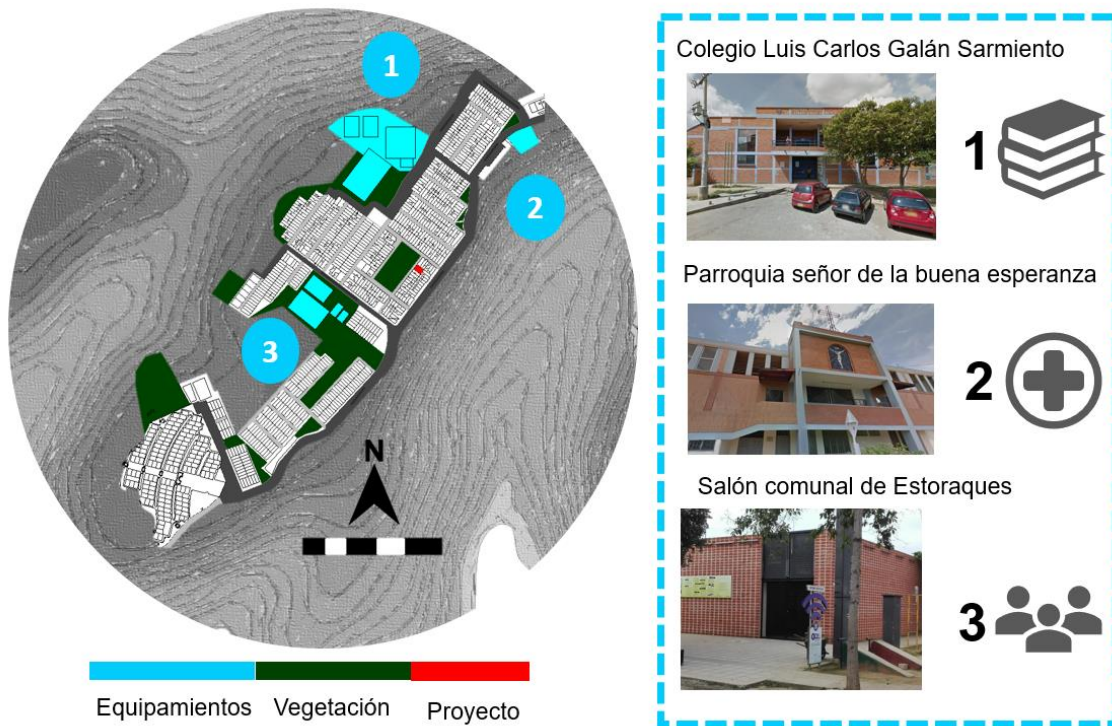 1
2
3
N
Equipamientos
Vegetación
Proyecto
Colegio Luis Carlos Galán Sarmiento
1
Parroquia señor de la buena esperanza
2
Salón comunal de Estoraques
3